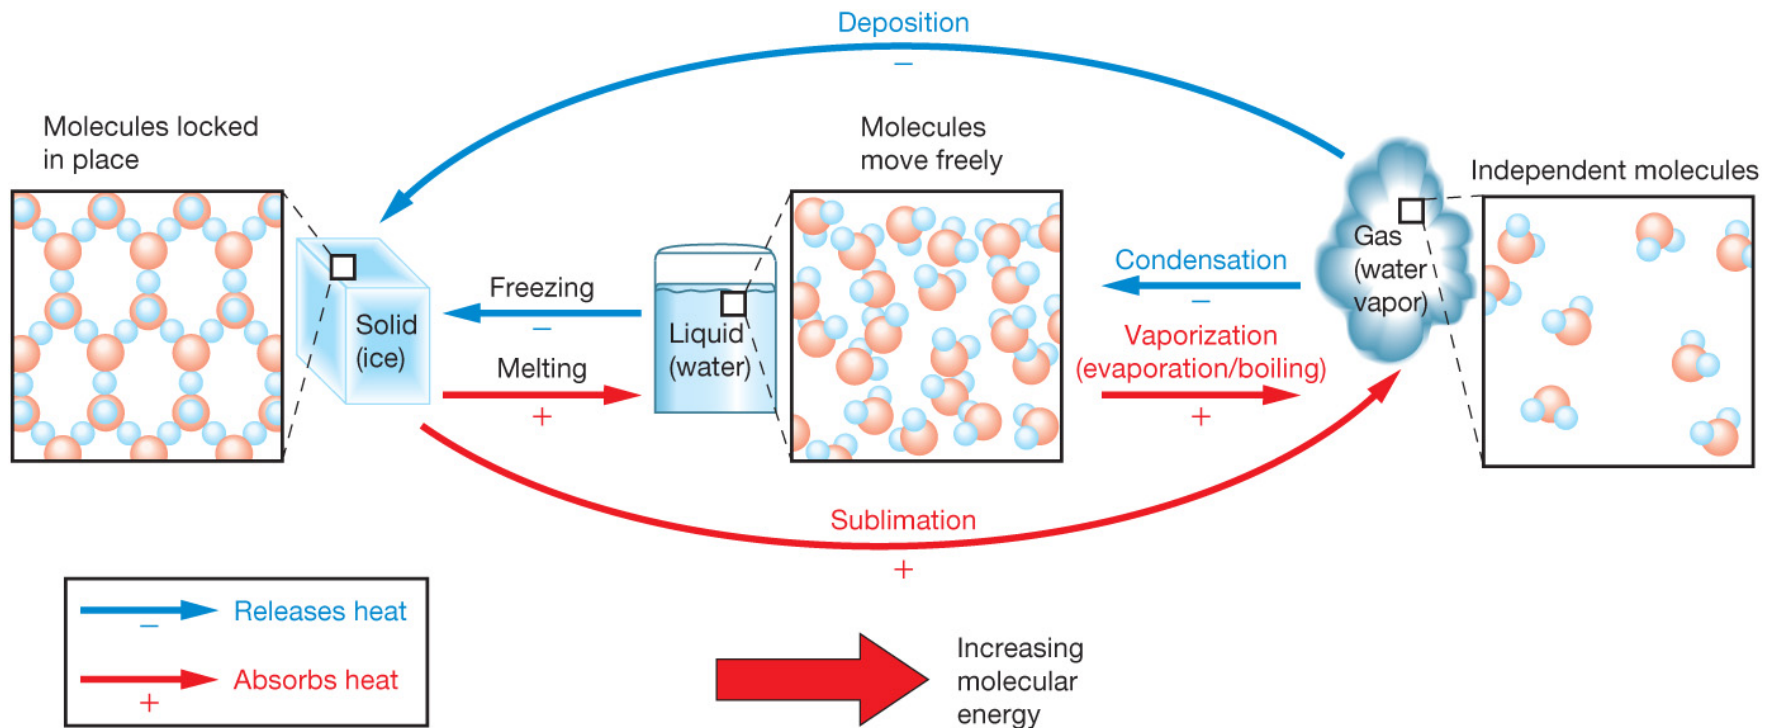 Deposition
−
Molecules locked
in place
Molecules
move freely
Independent molecules
Gas
(water
vapor)
Condensation
−
Freezing
−
Solid
(ice)
Liquid
(water)
Melting
+
Vaporization
(evaporation/boiling)
+
Sublimation
+
− Releases heat
+ Absorbs heat
Increasing
molecular
energy